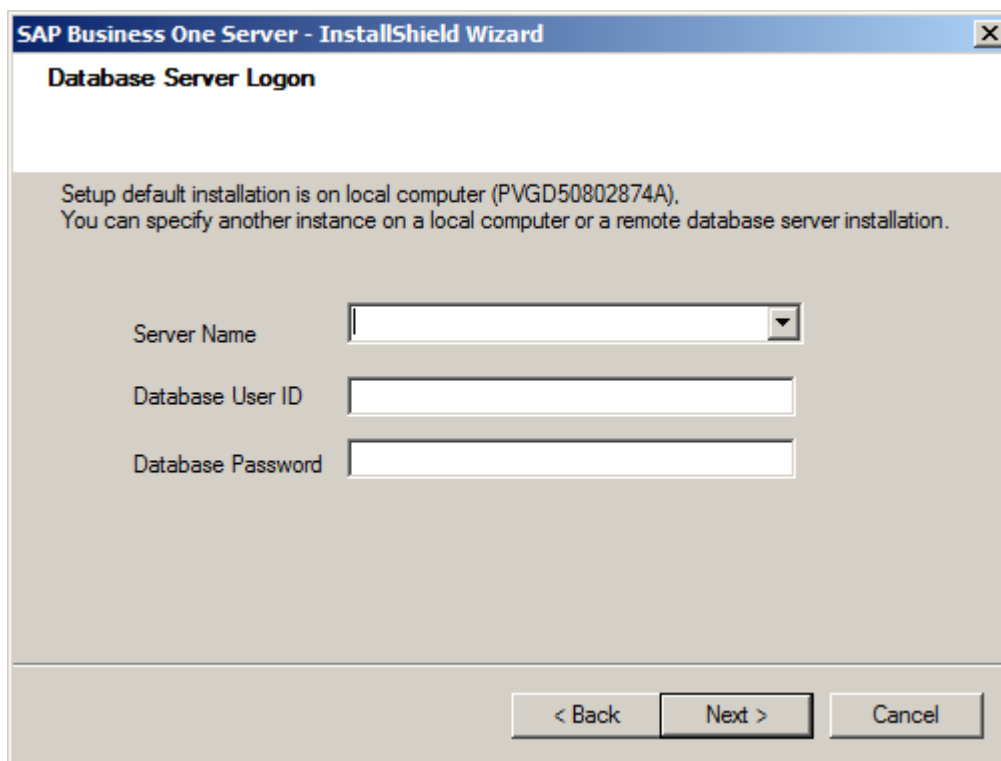 SAP Business One Server - InstallShield Wizard
Database Server Logon
Setup default installation is on local computer (PVGD50802874A),
You can specify another instance on a local computer or a remote database server installation.
Server Name
Database User ID
Database Password
< Back Next > Cancel